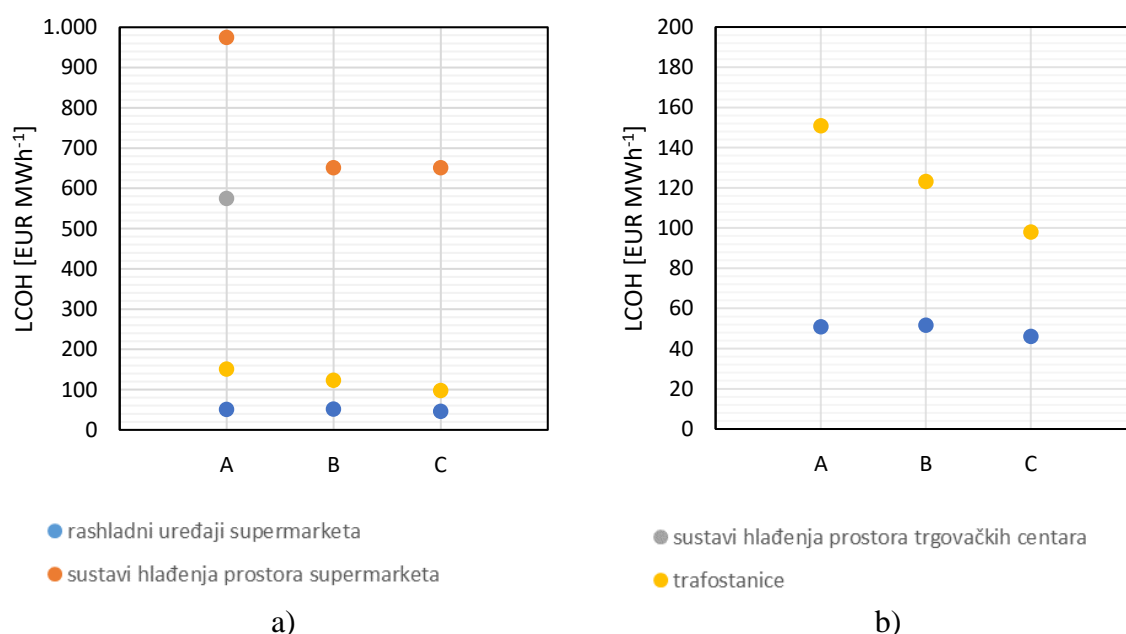 LCOH [EUR MWh⁻¹]
1.000
900
800
700
600
500
400
300
200
100
0
A B C
LCOH [EUR MWh⁻¹]
200
180
160
140
120
100
80
60
40
20
0
A B C
rashladni uređaji supermarketa
sustavi hlađenja prostora supermarketa
sustavi hlađenja prostora trgovačkih centara
trafostanice
a)
b)